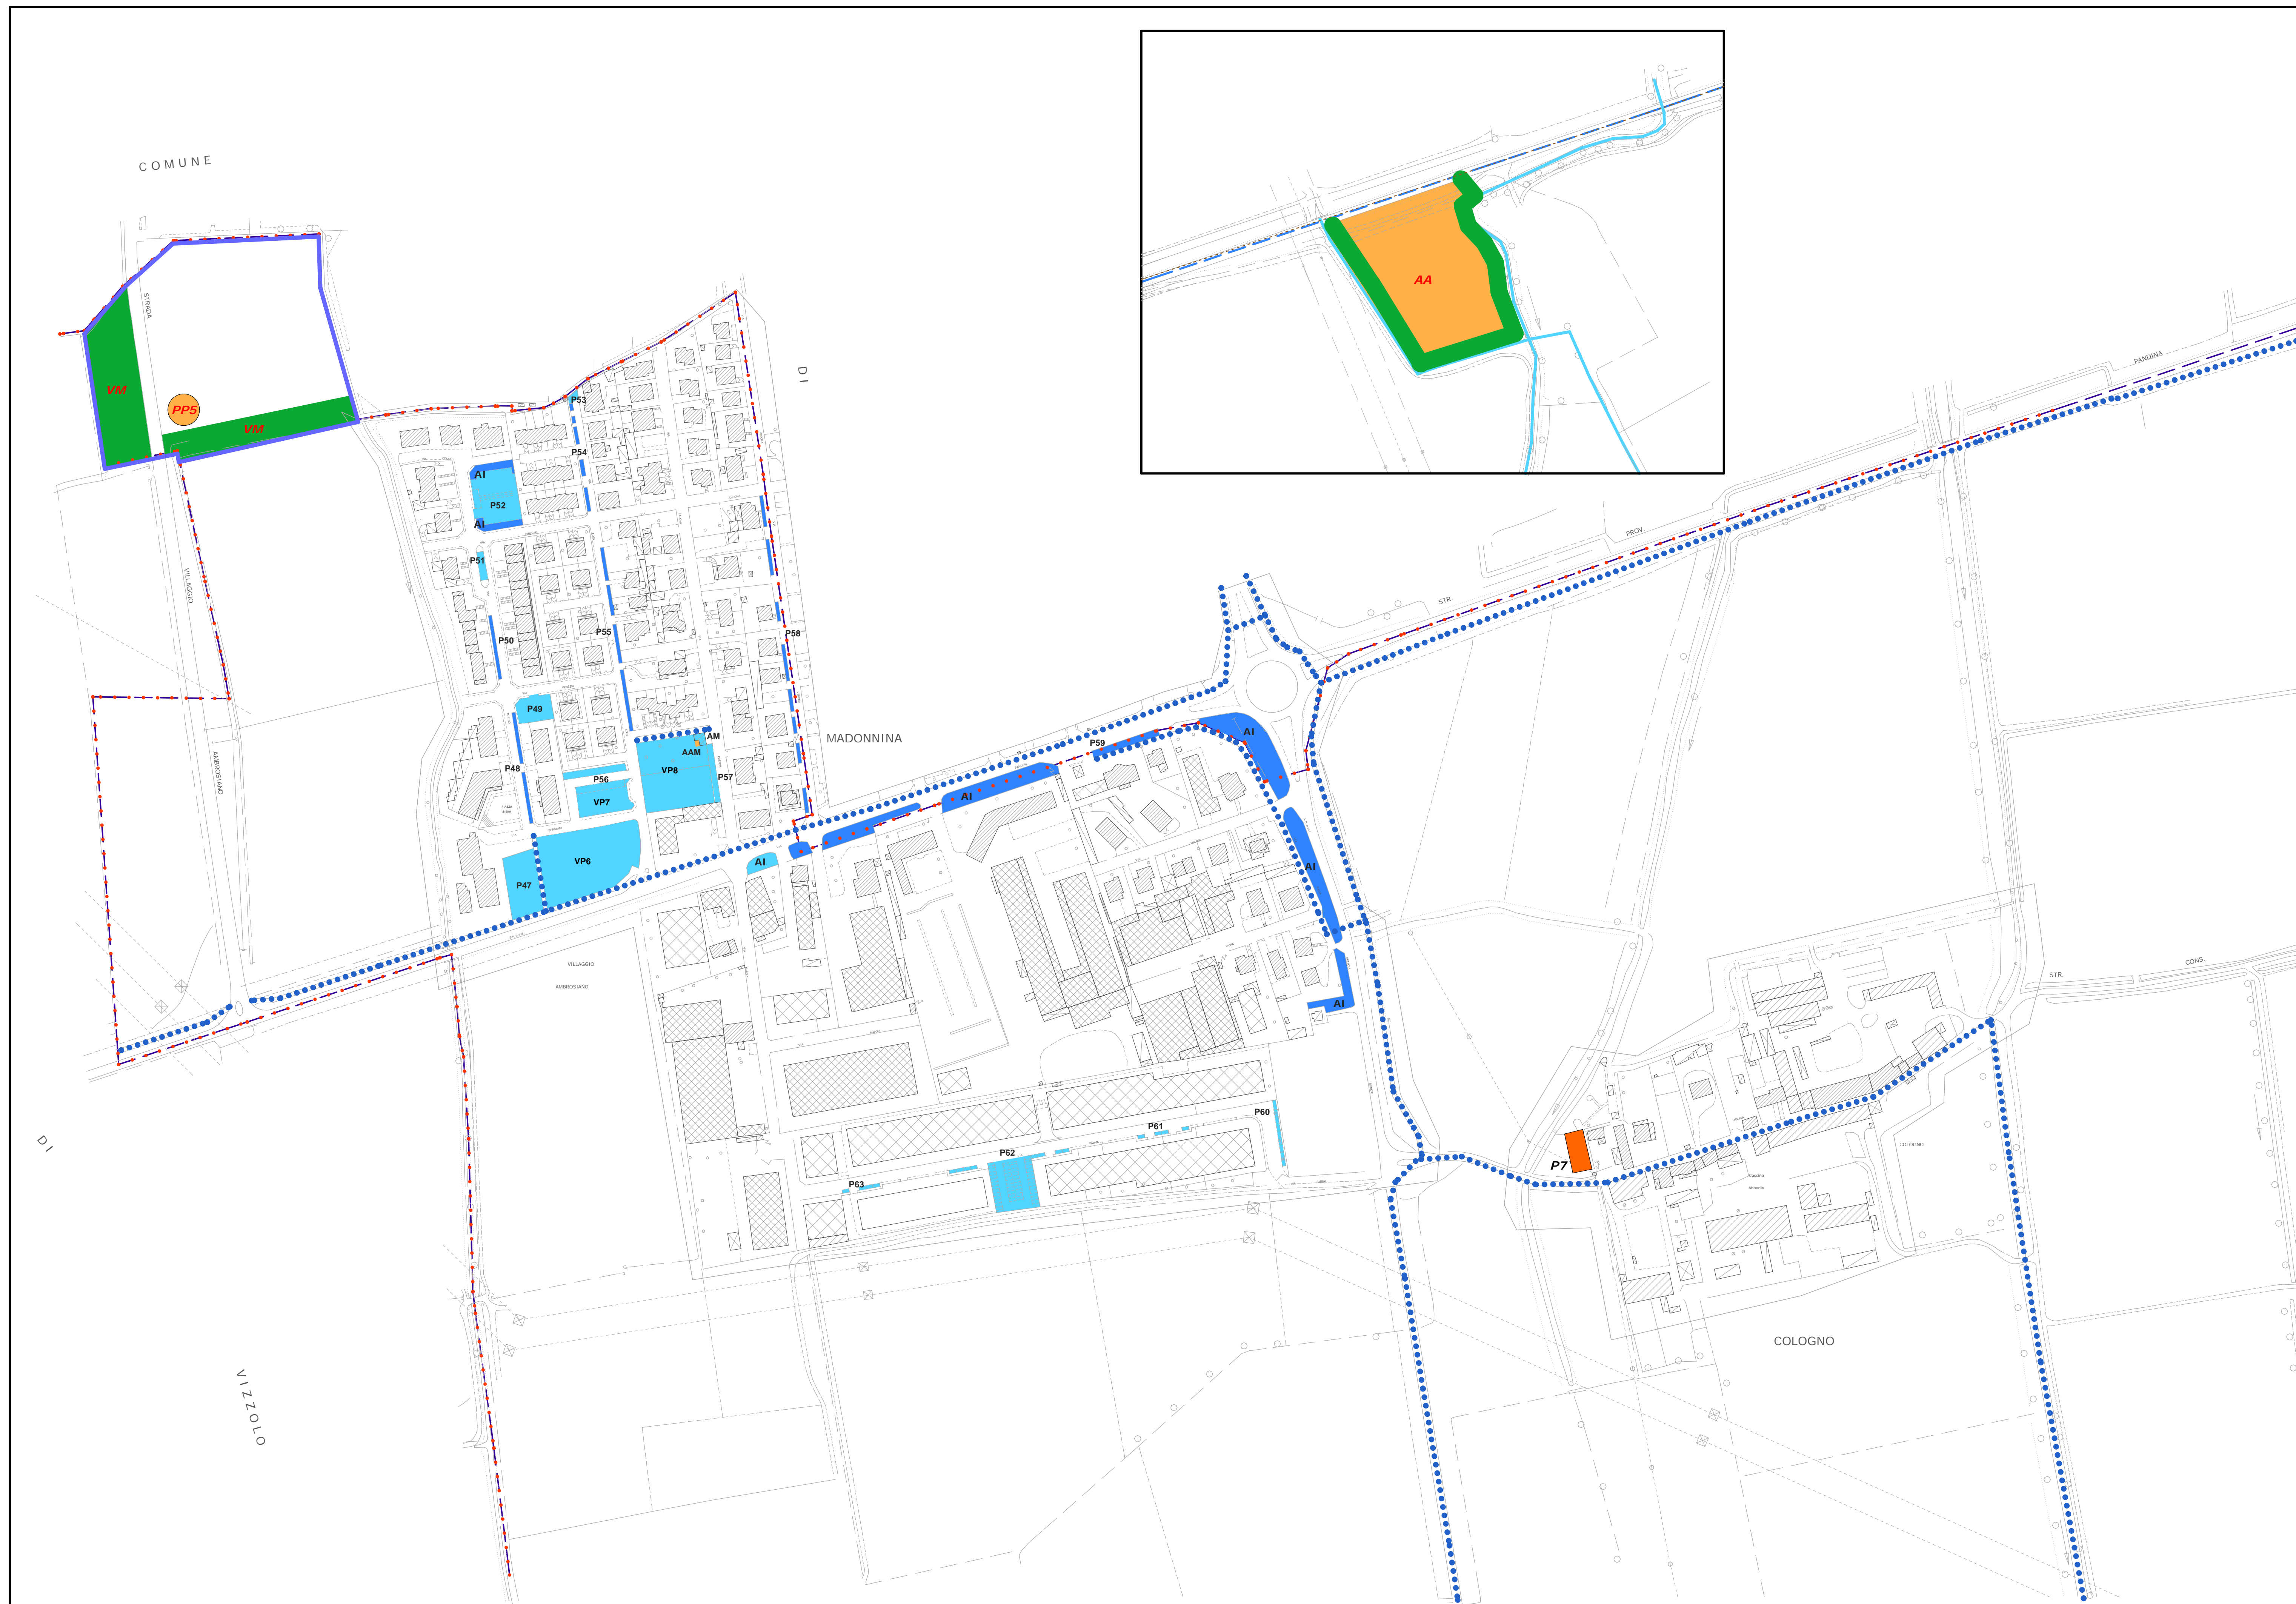 COMUNE
STRADA
VM
PP5
VM
DI
AA
PANDINA
PROV.
STR.
P53
P54
AI
P52
AI
P51
VILLAGGIO
P50
P55
P58
P49
AMBROSIANO
AM
AAM
VP8
P57
P48
P56
VP7
MADONNINA
P59
AI
AI
VP6
P47
AI
AI
VILLAGGIO
AMBROSIANO
AI
STR.
CONS.
P60
P61
P62
P63
P7
COLOGNO
Cascina
COLOGNO
DI
VIZZOLO